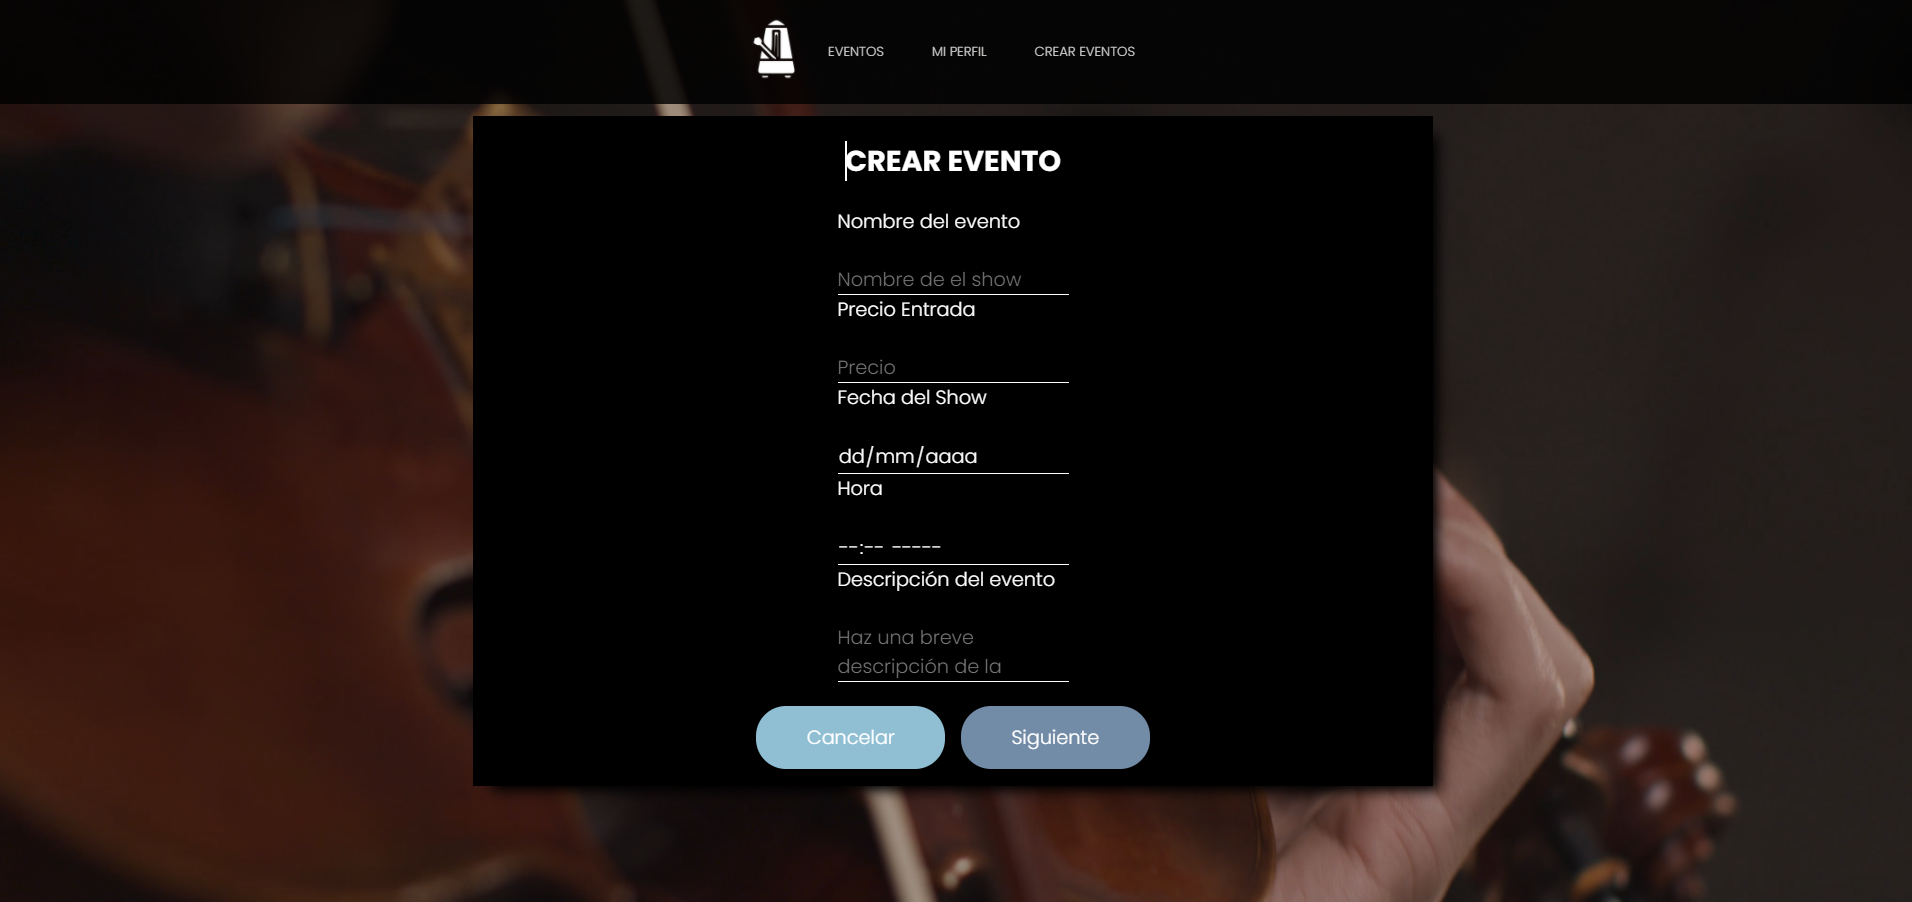 EVENTOS MI PERFIL CREAR EVENTOS
CREAR EVENTO
Nombre del evento
Nombre de el show
Precio Entrada
Precio
Fecha del Show
dd/mm/aaaa
Hora
--:-- -----
Descripción del evento
Haz una breve
descripción de la
Cancelar Siguiente